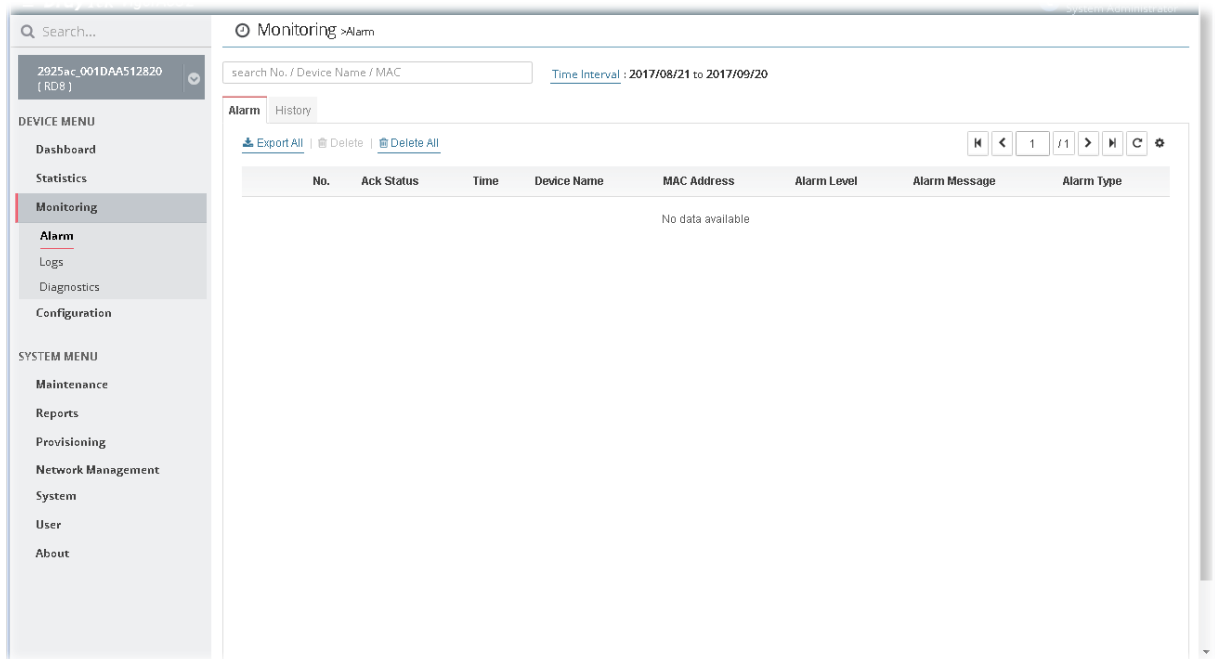 System Administrator
Search...
Monitoring >Alarm
2925ac_001DAA512820
[ RD8 ]
search No. / Device Name / MAC
Time Interval : 2017/08/21 to 2017/09/20
Alarm History
DEVICE MENU
Dashboard
Statistics
Monitoring
Alarm
Logs
Diagnostics
Configuration
SYSTEM MENU
Maintenance
Reports
Provisioning
Network Management
System
User
About
Export All | Delete | Delete All
1 / 1
No. Ack Status Time Device Name MAC Address Alarm Level Alarm Message Alarm Type
No data available